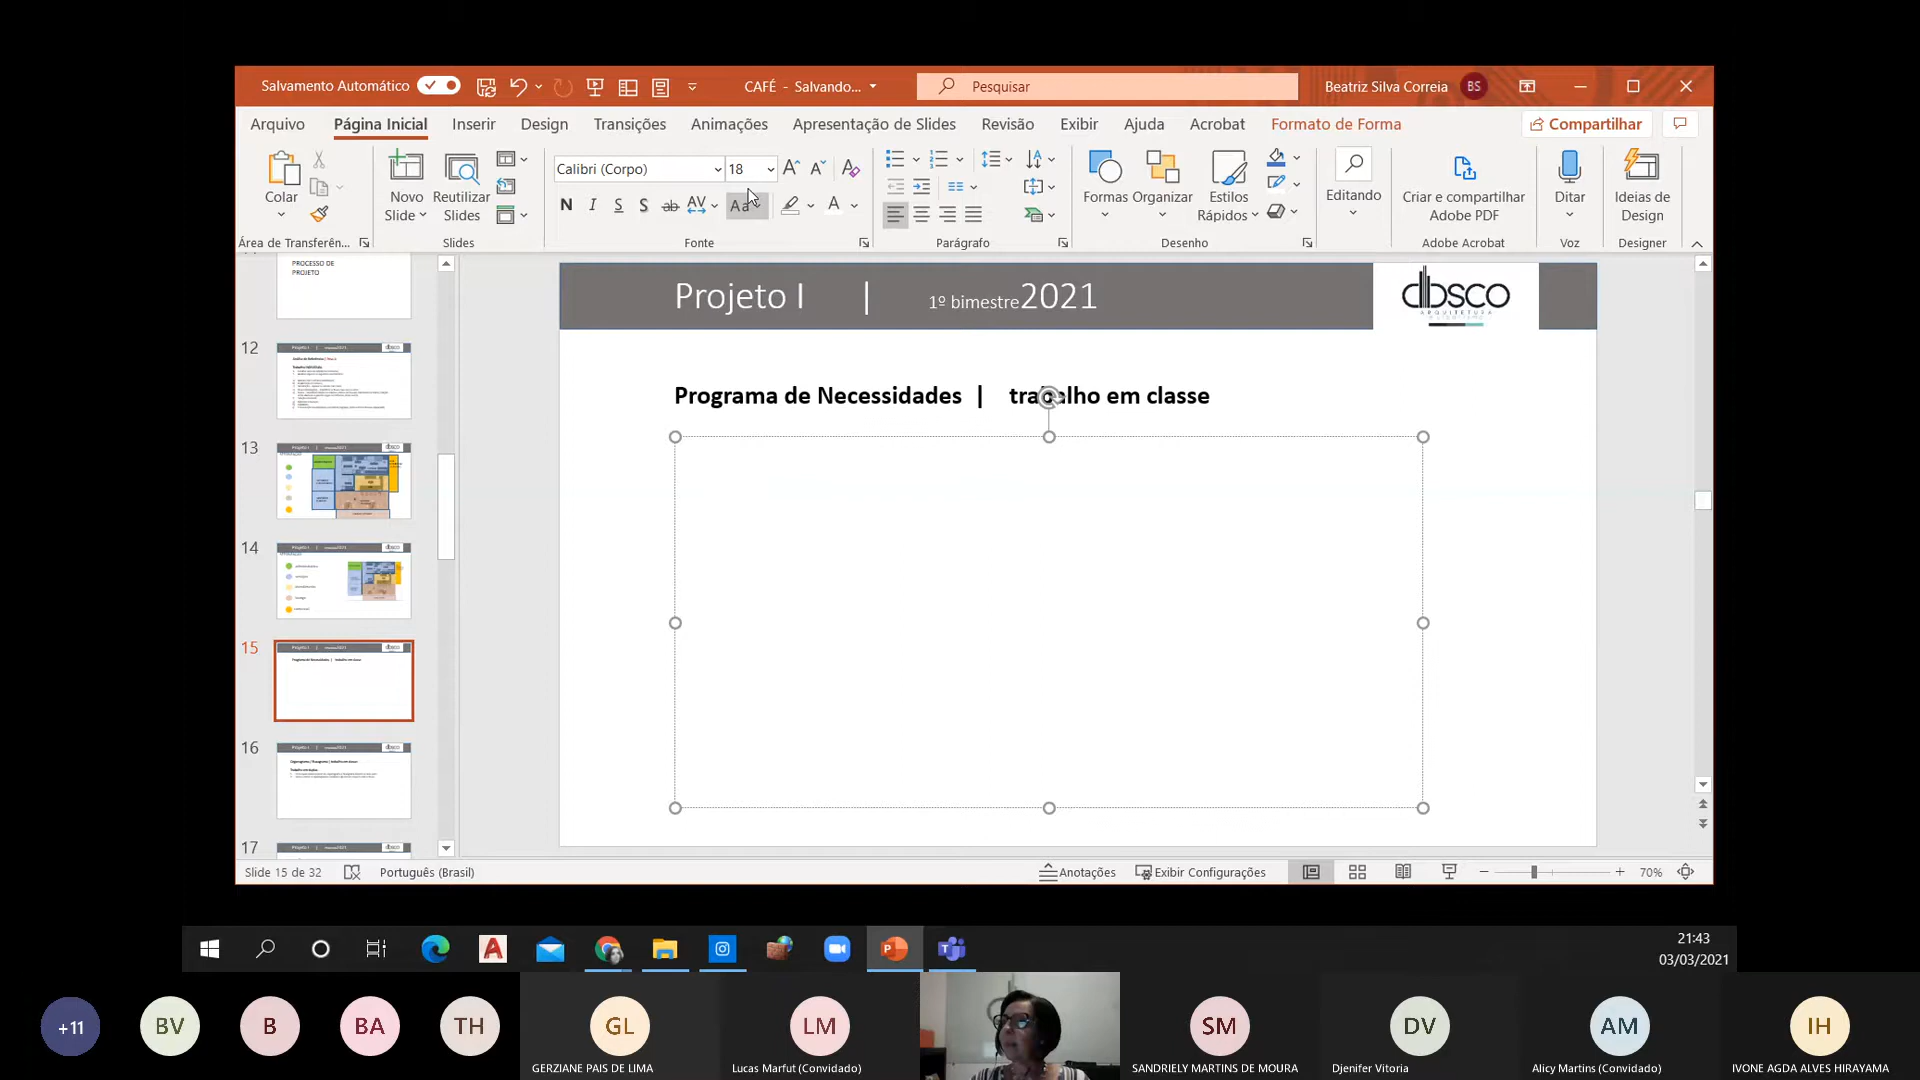 Salvamento Automático
CAFÉ - Salvando...
Pesquisar
Beatriz Silva Correia
BS
Arquivo
Página Inicial
Inserir
Design
Transições
Animações
Apresentação de Slides
Revisão
Exibir
Ajuda
Acrobat
Formato de Forma
Compartilhar
Colar
Novo
Slide
Reutilizar
Slides
Calibri (Corpo)
18
N I S S ab AV Aa A
Formas
Organizar
Estilos
Rápidos
Editando
Criar e compartilhar
Adobe PDF
Ditar
Ideias de
Design
Área de Transferên...
Slides
Fonte
Parágrafo
Desenho
Adobe Acrobat
Voz
Designer
PROCESSO DE
PROJETO
12
13
14
15
16
17
Projeto I | 1º bimestre2021
dbsco
ARQUITETURA
Programa de Necessidades | trabalho em classe
Slide 15 de 32
Português (Brasil)
Anotações
Exibir Configurações
70%
21:43
03/03/2021
+11
BV
B
BA
TH
GL
GERZIANE PAIS DE LIMA
LM
Lucas Marfut (Convidado)
SM
SANDRIELY MARTINS DE MOURA
DV
Djenifer Vitoria
AM
Alicy Martins (Convidado)
IH
IVONE AGDA ALVES HIRAYAMA